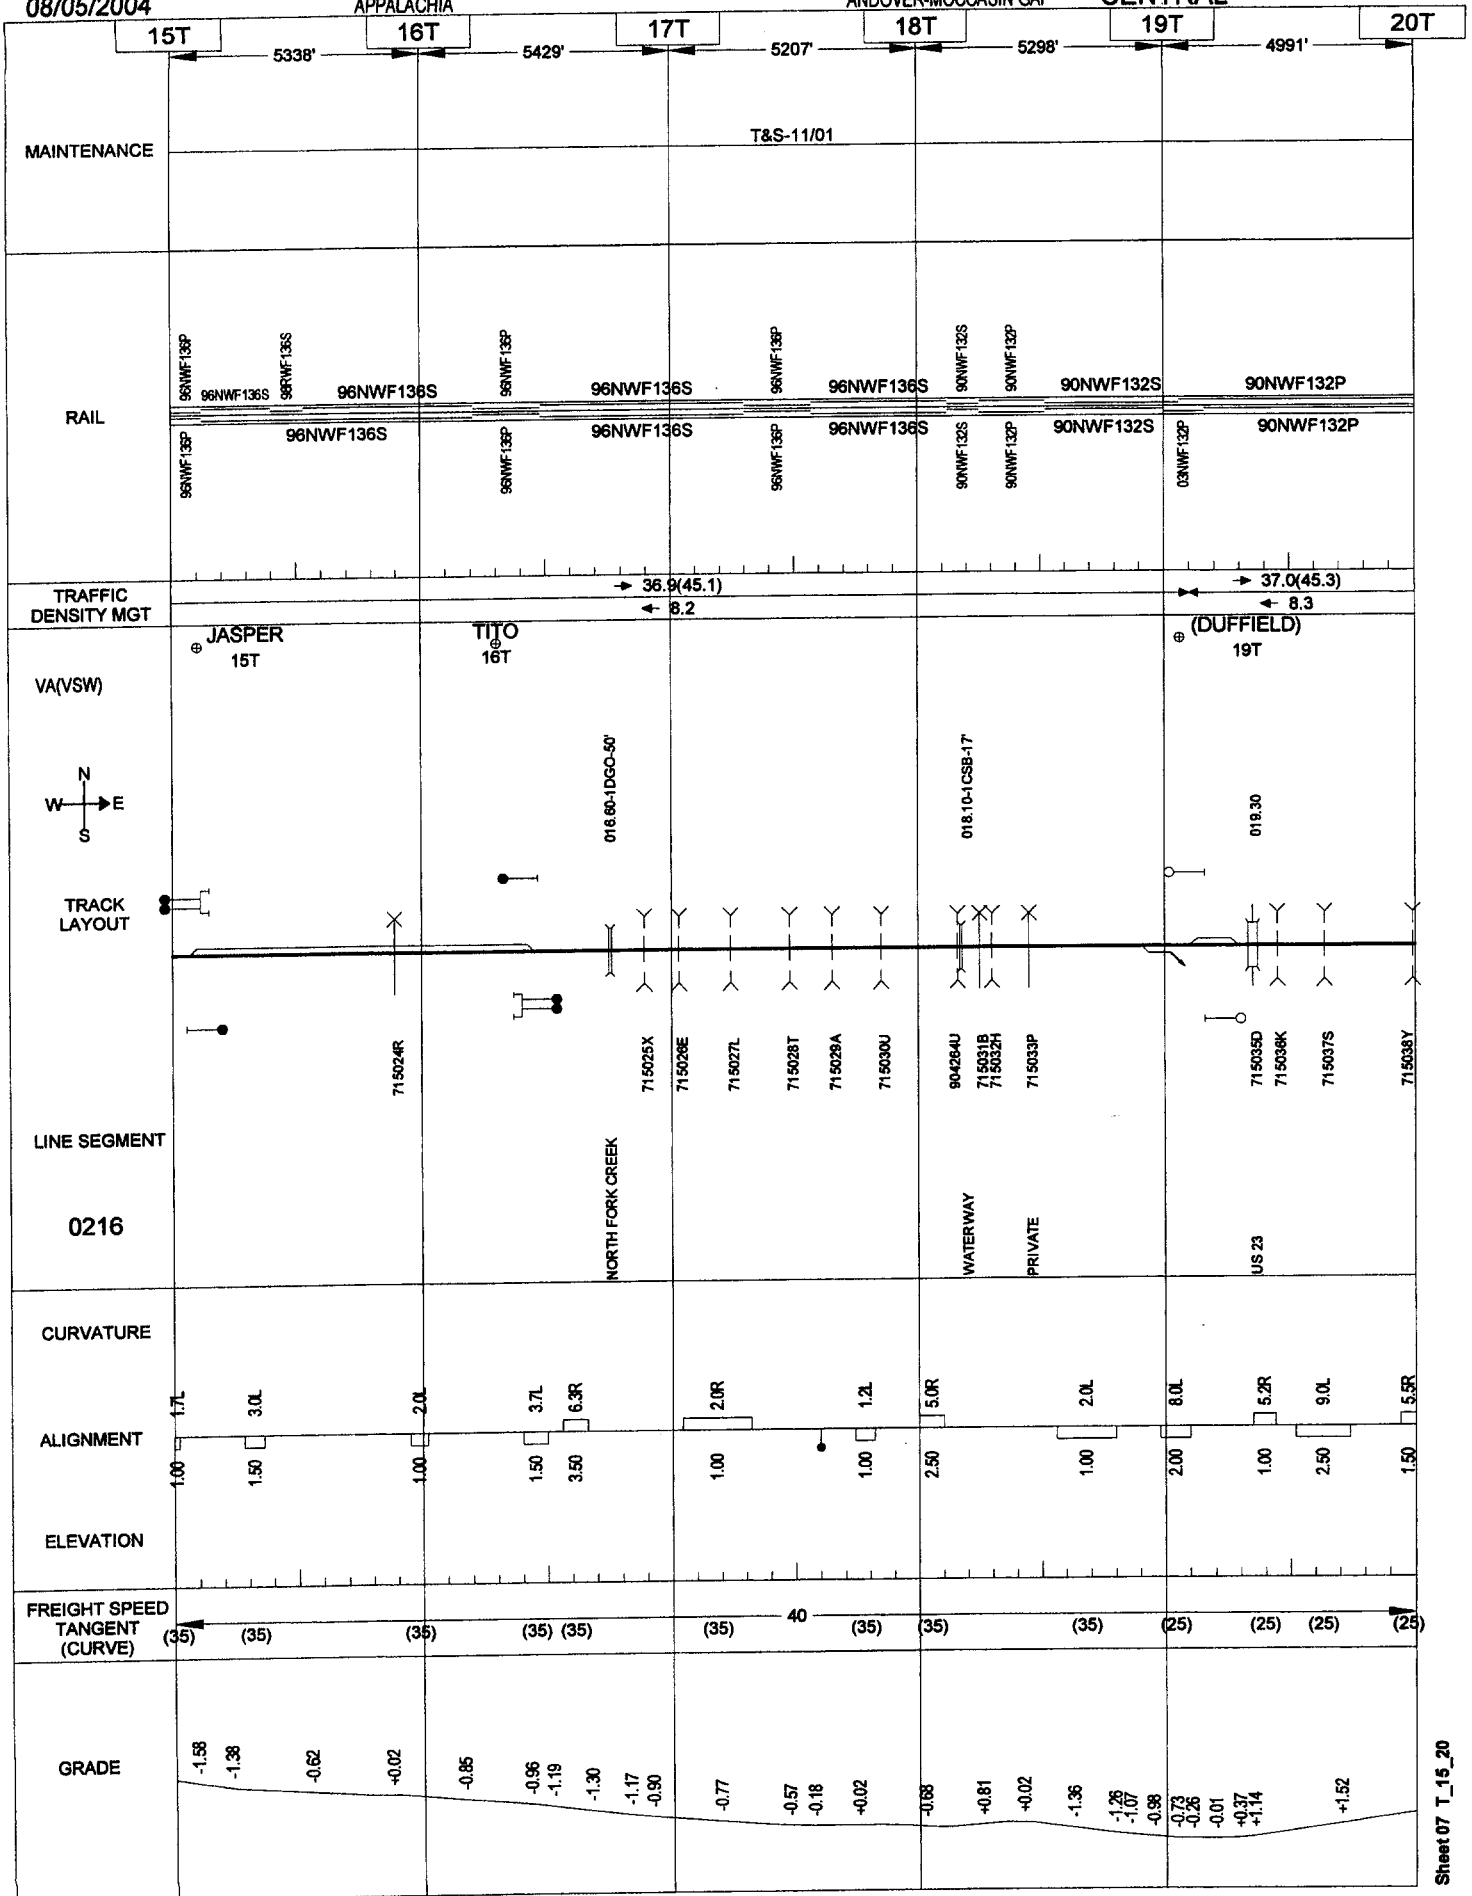 08/05/2004 APPALACHIA ANDOVER-MOCCASIN GAP CENTRAL
15T 16T 17T 18T 19T 20T
5338' 5429' 5207' 5298' 4991'
MAINTENANCE
T&S-11/01
96NWF136P 98RWF136S 96NWF136P 96NWF136P 90NWF132S 90NWF132P
96NWF136S 96NWF136S 96NWF136S 96NWF136S 90NWF132S 90NWF132P
RAIL
96NWF136S 96NWF136S 96NWF136S 90NWF132S 90NWF132P
96NWF136P 96NWF136P 96NWF136P 90NWF132S 90NWF132P 03NWF132P
TRAFFIC
DENSITY MGT
36.9(45.1) 37.0(45.3)
8.2 8.3
JASPER TITO (DUFFIELD)
15T 16T 19T
VA(VSW)
N
W E
S
016.60-1DGO-50' 018.10-1CSB-17' 019.30
TRACK
LAYOUT
715024R 715025X 715026E 715027L 715028T 715029A 715030U 904264U 715031B 715032H 715033P 715035D 715036K 715037S 715038Y
LINE SEGMENT
0216
NORTH FORK CREEK WATERWAY PRIVATE US 23
CURVATURE
1.7L 3.0L 2.0L 3.7L 6.3R 2.0R 1.2L 5.0R 2.0L 8.0L 5.2R 9.0L 5.5R
ALIGNMENT
1.00 1.50 1.00 1.50 3.50 1.00 1.00 2.50 1.00 2.00 1.00 2.50 1.50
ELEVATION
FREIGHT SPEED
TANGENT
(CURVE)
40
(35) (35) (35) (35) (35) (35) (35) (35) (35) (25) (25) (25) (25)
GRADE
-1.58 -1.38 -0.62 +0.02 -0.85 -0.96 -1.19 -1.30 -1.17 -0.90 -0.77 -0.57 -0.18 +0.02 -0.68 +0.81 +0.02 -1.36 -1.26 -1.07 -0.98 -0.73 -0.26 -0.01 +0.37 +1.14 +1.52
Sheet 07 T_15_20